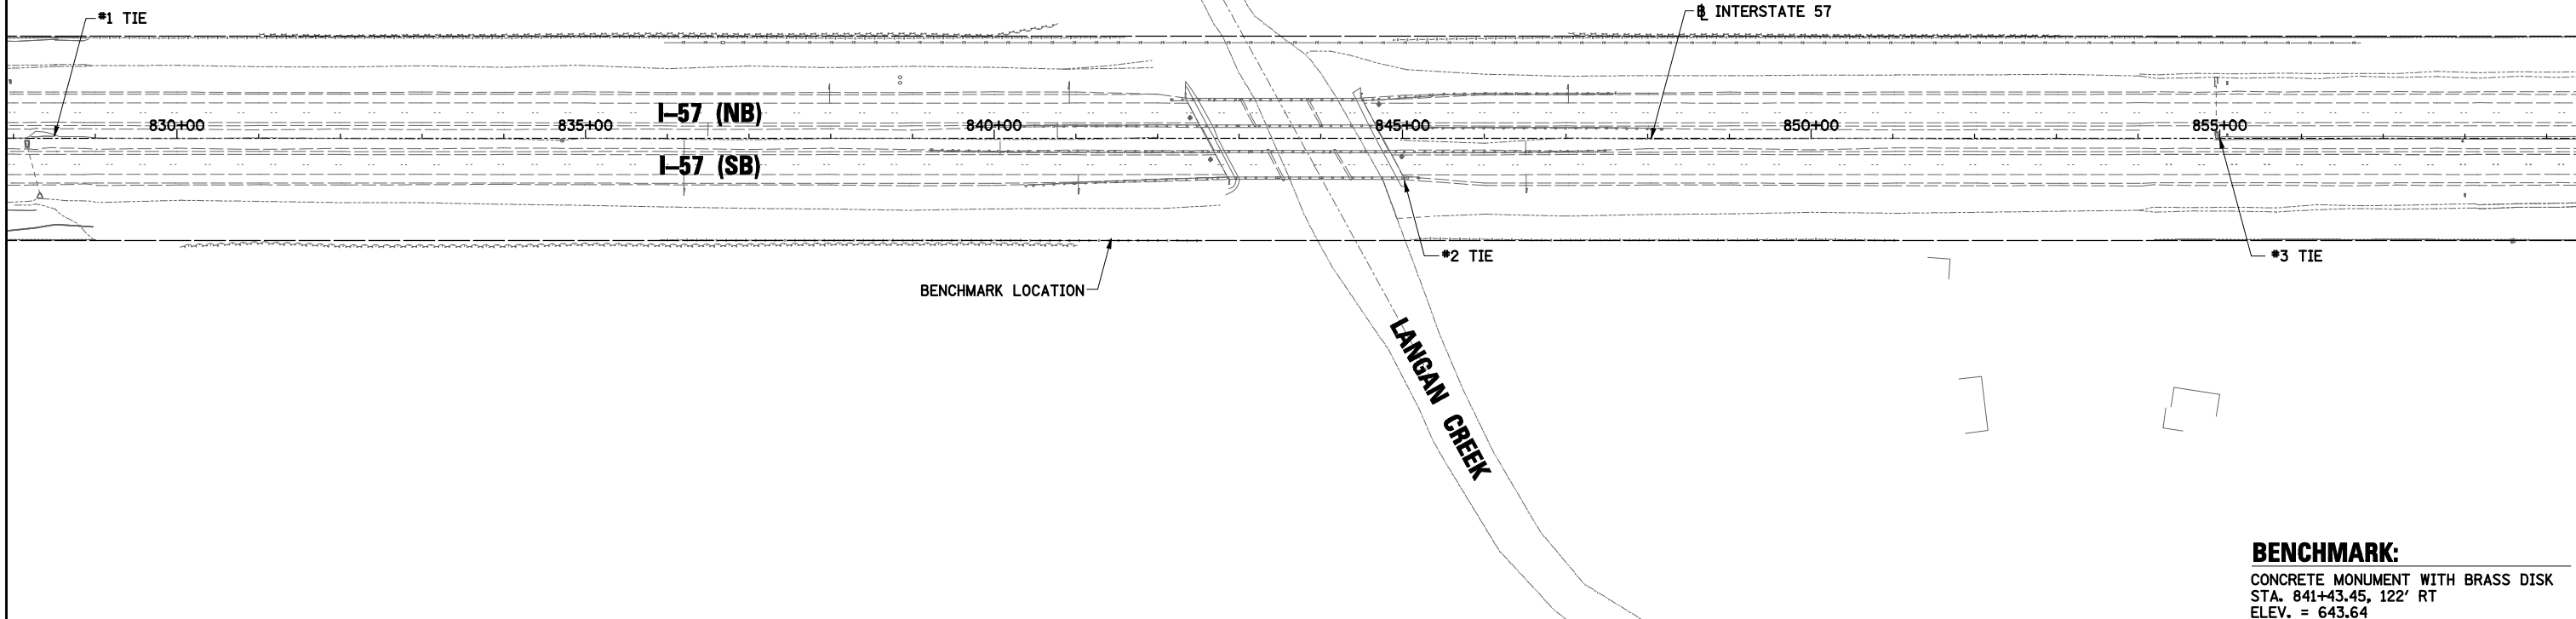 #1 TIE
BL INTERSTATE 57
I-57 (NB)
830+00
835+00
840+00
845+00
850+00
855+00
I-57 (SB)
#2 TIE
#3 TIE
BENCHMARK LOCATION
LANGAN CREEK
BENCHMARK:
CONCRETE MONUMENT WITH BRASS DISK
STA. 841+43.45, 122' RT
ELEV. = 643.64